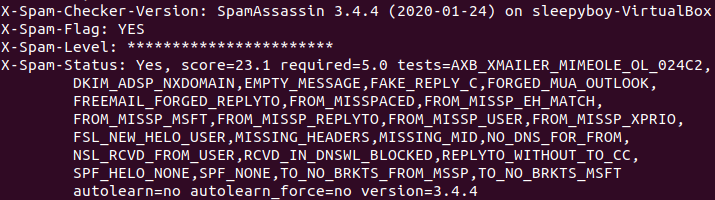 X-Spam-Checker-Version: SpamAssassin 3.4.4 (2020-01-24) on sleepyboy-VirtualBox
X-Spam-Flag: YES
X-Spam-Level: ***********************
X-Spam-Status: Yes, score=23.1 required=5.0 tests=AXB_XMAILER_MIMEOLE_OL_024C2,
DKIM_ADSP_NXDOMAIN,EMPTY_MESSAGE,FAKE_REPLY_C,FORGED_MUA_OUTLOOK,
FREEMAIL_FORGED_REPLYTO,FROM_MISSPACED,FROM_MISSP_EH_MATCH,
FROM_MISSP_MSFT,FROM_MISSP_REPLYTO,FROM_MISSP_USER,FROM_MISSP_XPRIO,
FSL_NEW_HELO_USER,MISSING_HEADERS,MISSING_MID,NO_DNS_FOR_FROM,
NSL_RCVD_FROM_USER,RCVD_IN_DNSWL_BLOCKED,REPLYTO_WITHOUT_TO_CC,
SPF_HELO_NONE,SPF_NONE,TO_NO_BRKTS_FROM_MSSP,TO_NO_BRKTS_MSFT
autolearn=no autolearn_force=no version=3.4.4